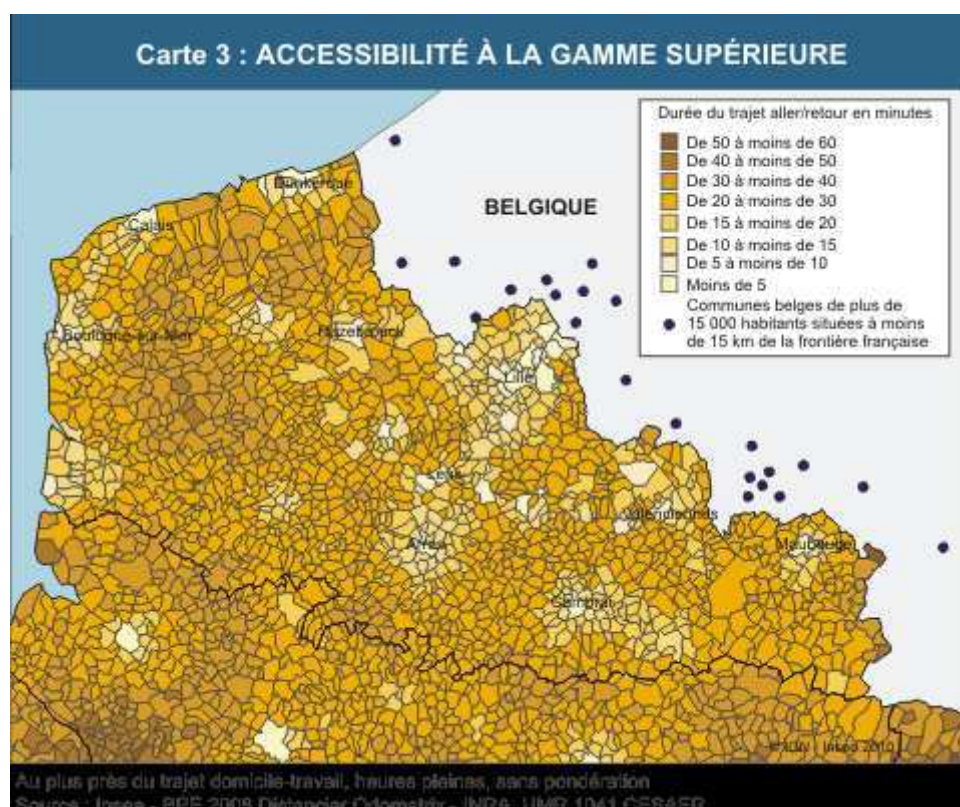 Carte 3 : ACCESSIBILITÉ À LA GAMME SUPÉRIEURE
Durée du trajet aller/retour en minutes
De 50 à moins de 60
De 40 à moins de 50
De 30 à moins de 40
De 20 à moins de 30
De 15 à moins de 20
De 10 à moins de 15
De 5 à moins de 10
Moins de 5
Communes belges de plus de
15 000 habitants situées à moins
de 15 km de la frontière française
Dunkerque
BELGIQUE
Calais
Boulogne-sur-Mer
Hazebrouck
Lille
Lens
Valenciennes
Arras
Maubeuge
Cambrai
Insee 2010
Au plus près du trajet domicile-travail, heures pleines, sans pondération
Source : Insee - BPE 2008 Distancier Odomatrix - INRA, UMR 1041 CESAER